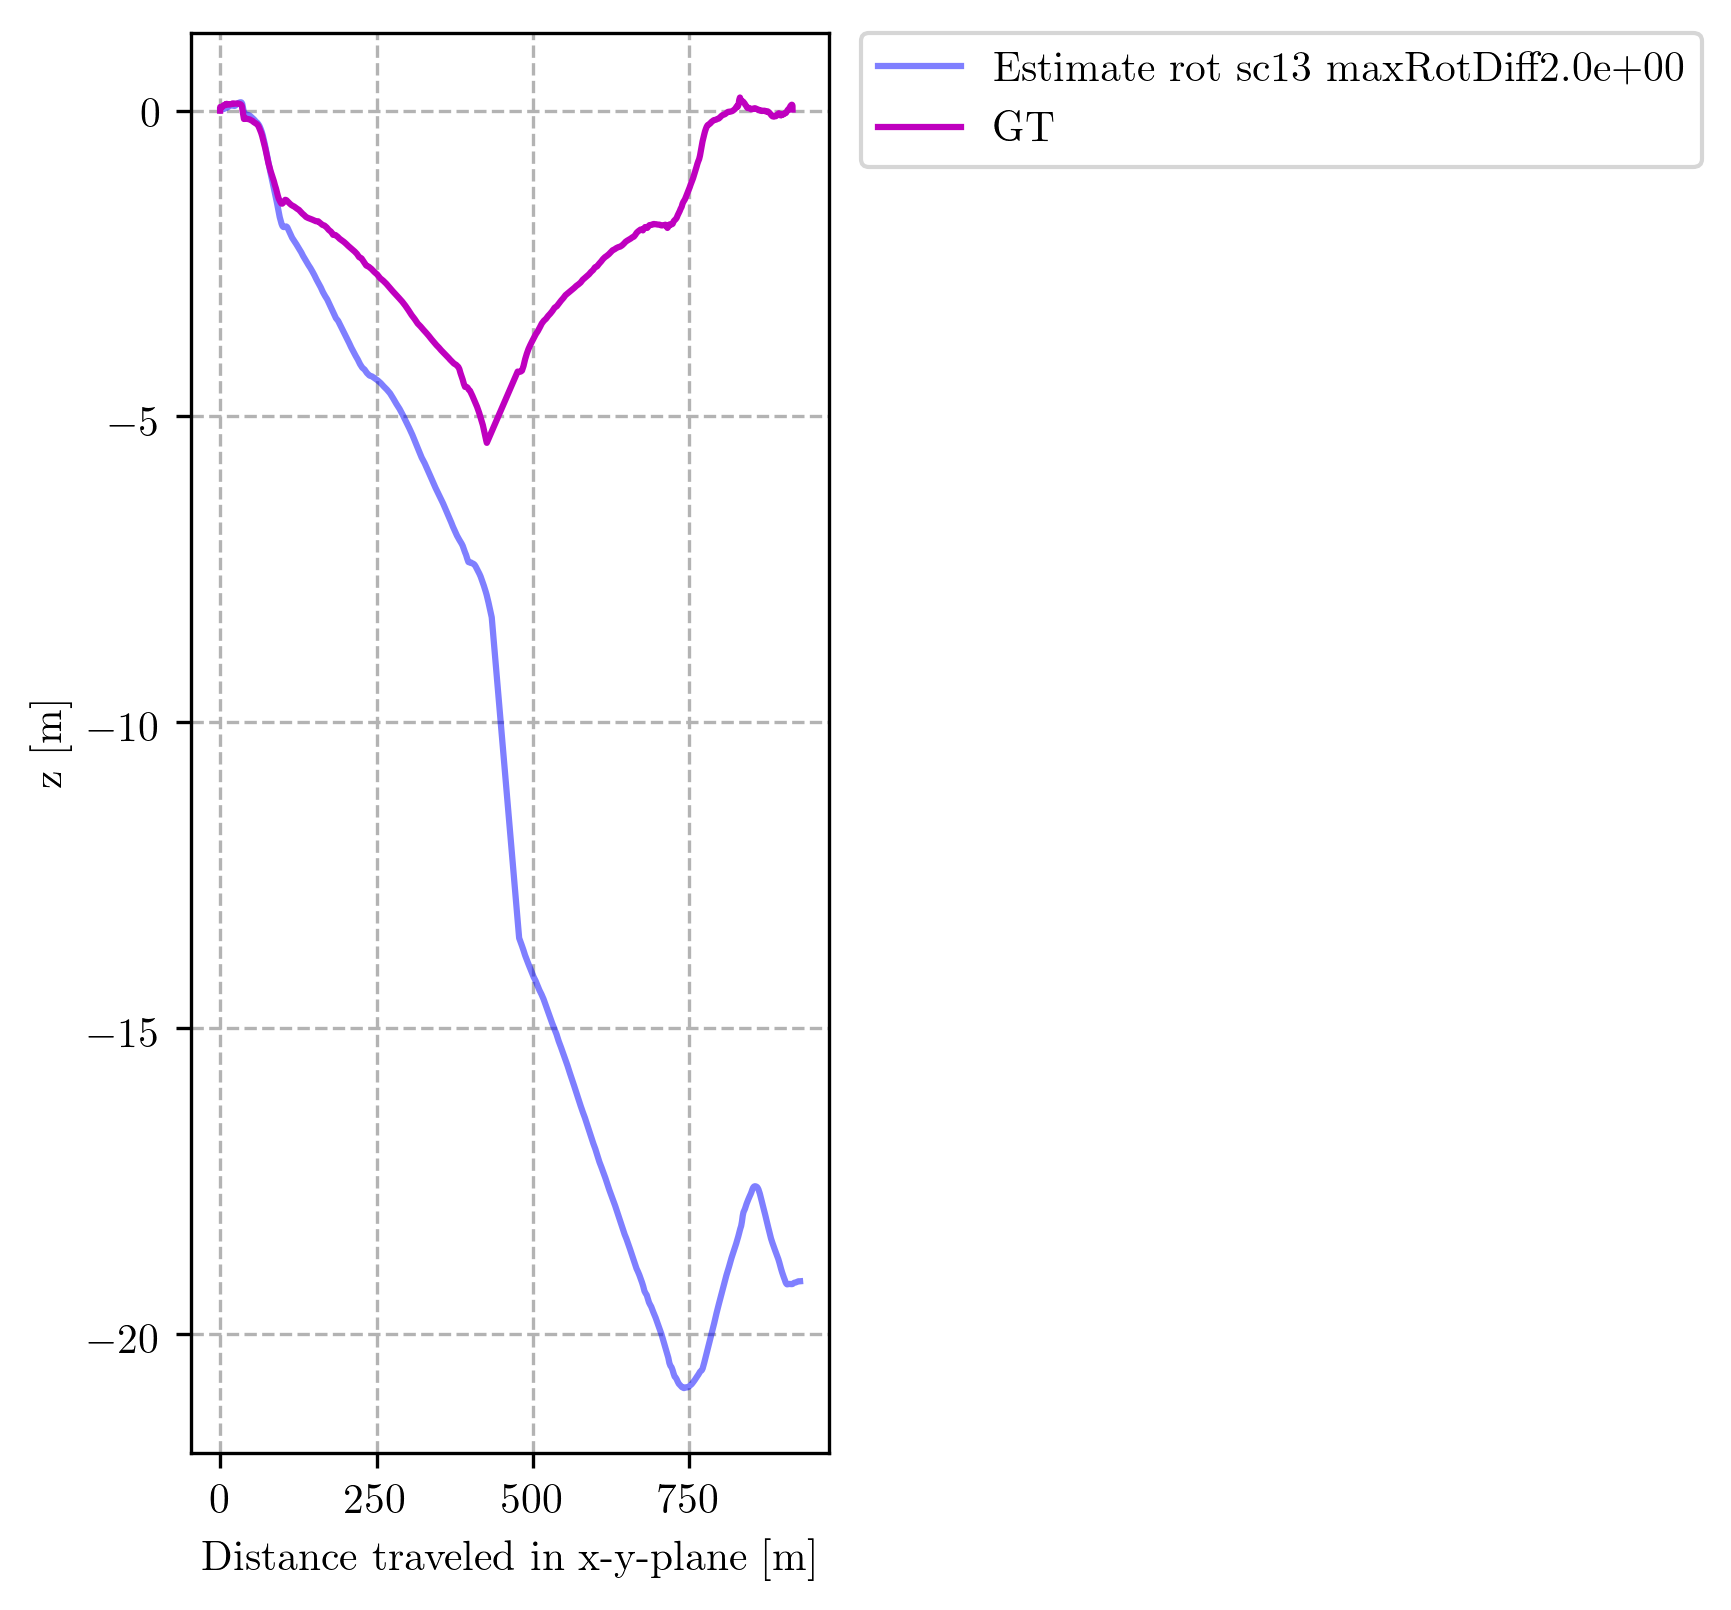 Estimate rot sc13 maxRotDiff2.0e+00
GT
0
−5
−10
−15
−20
z [m]
0 250 500 750
Distance traveled in x-y-plane [m]